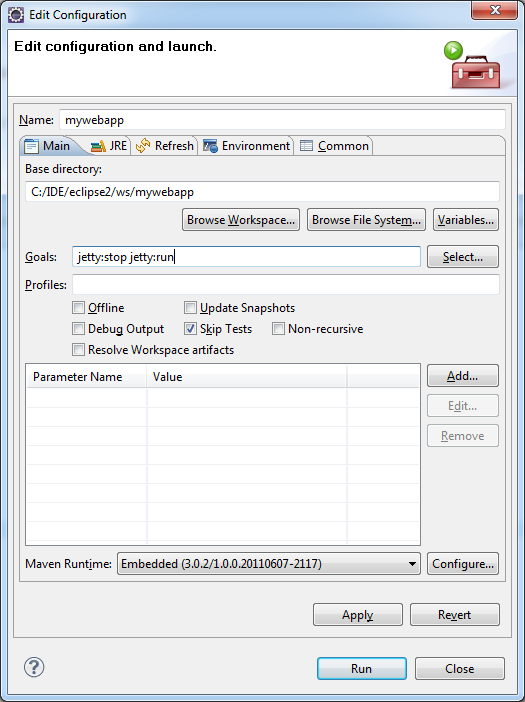 Edit Configuration
Edit configuration and launch.
Name: mywebapp
Main JRE Refresh Environment Common
Base directory:
C:/IDE/eclipse2/ws/mywebapp
Browse Workspace... Browse File System... Variables...
Goals: jetty:stop jetty:run Select...
Profiles:
Offline Update Snapshots
Debug Output Skip Tests Non-recursive
Resolve Workspace artifacts
Parameter Name Value Add...
Edit...
Remove
Maven Runtime: Embedded (3.0.2/1.0.0.20110607-2117) Configure...
Apply Revert
? Run Close